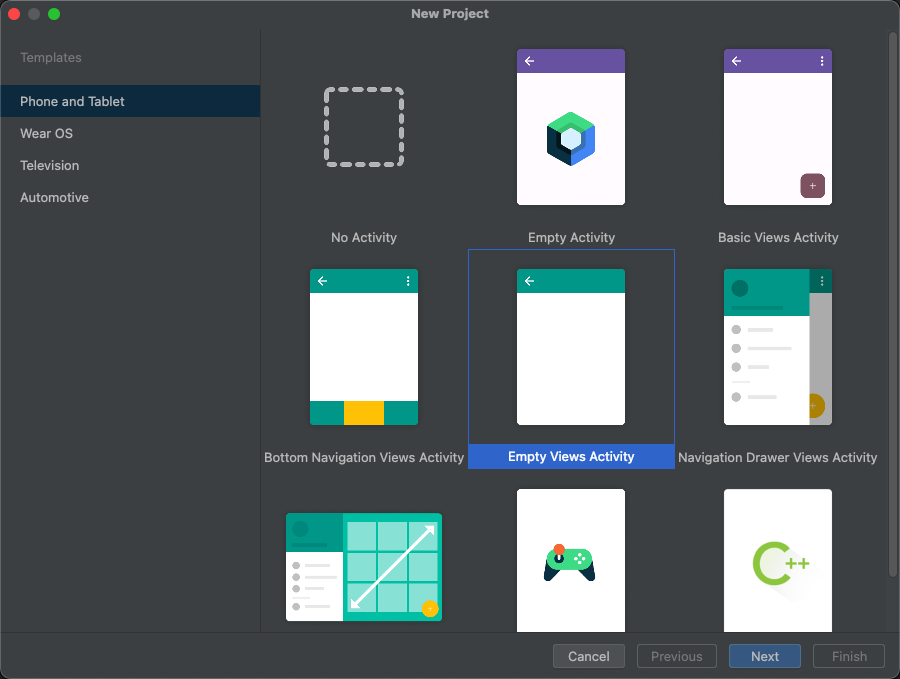 New Project
Templates
Phone and Tablet
Wear OS
Television
Automotive
No Activity
Empty Activity
Basic Views Activity
Bottom Navigation Views Activity
Empty Views Activity
Navigation Drawer Views Activity
C++
Cancel
Previous
Next
Finish